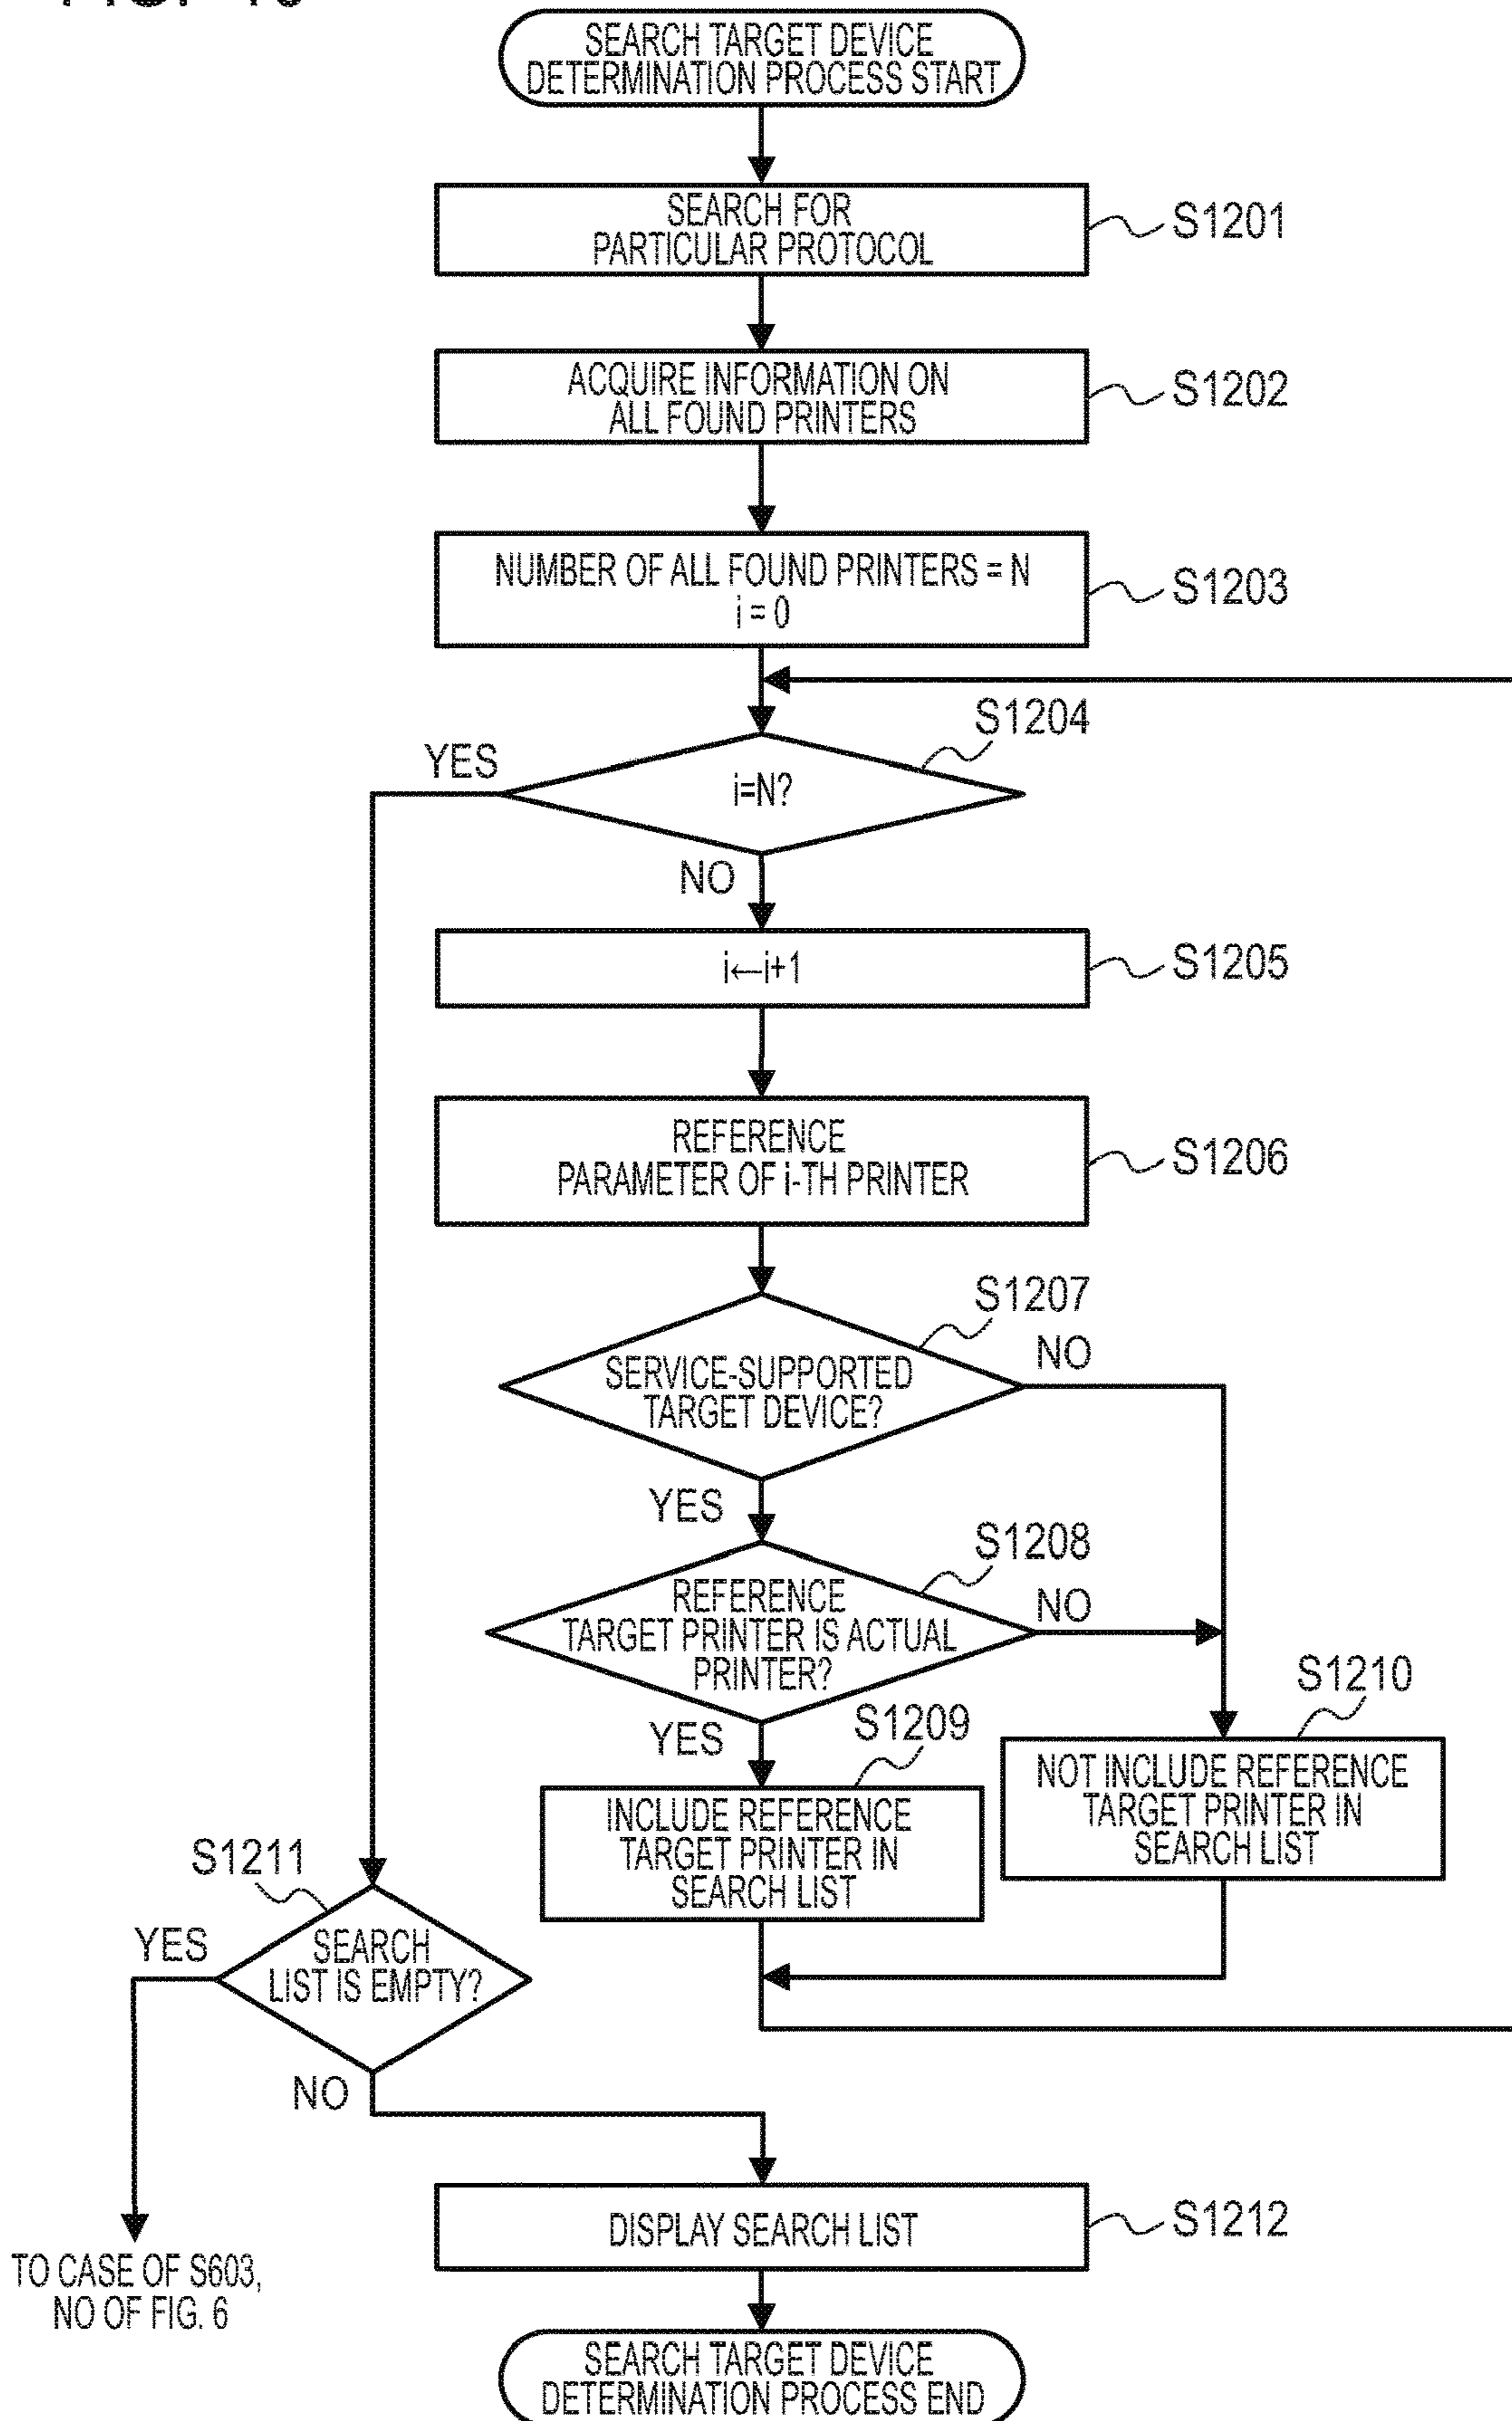 SEARCH TARGET DEVICE
DETERMINATION PROCESS START
SEARCH FOR
PARTICULAR PROTOCOL
S1201
ACQUIRE INFORMATION ON
ALL FOUND PRINTERS
S1202
NUMBER OF ALL FOUND PRINTERS = N
i = 0
S1203
S1204
YES
i=N?
NO
i←i+1
S1205
REFERENCE
PARAMETER OF i-TH PRINTER
S1206
S1207
NO
SERVICE-SUPPORTED
TARGET DEVICE?
YES
S1208
REFERENCE
TARGET PRINTER IS ACTUAL
PRINTER?
NO
YES
S1209
INCLUDE REFERENCE
TARGET PRINTER IN
SEARCH LIST
S1210
NOT INCLUDE REFERENCE
TARGET PRINTER IN
SEARCH LIST
S1211
YES
SEARCH
LIST IS EMPTY?
NO
DISPLAY SEARCH LIST
S1212
TO CASE OF S603,
NO OF FIG. 6
SEARCH TARGET DEVICE
DETERMINATION PROCESS END